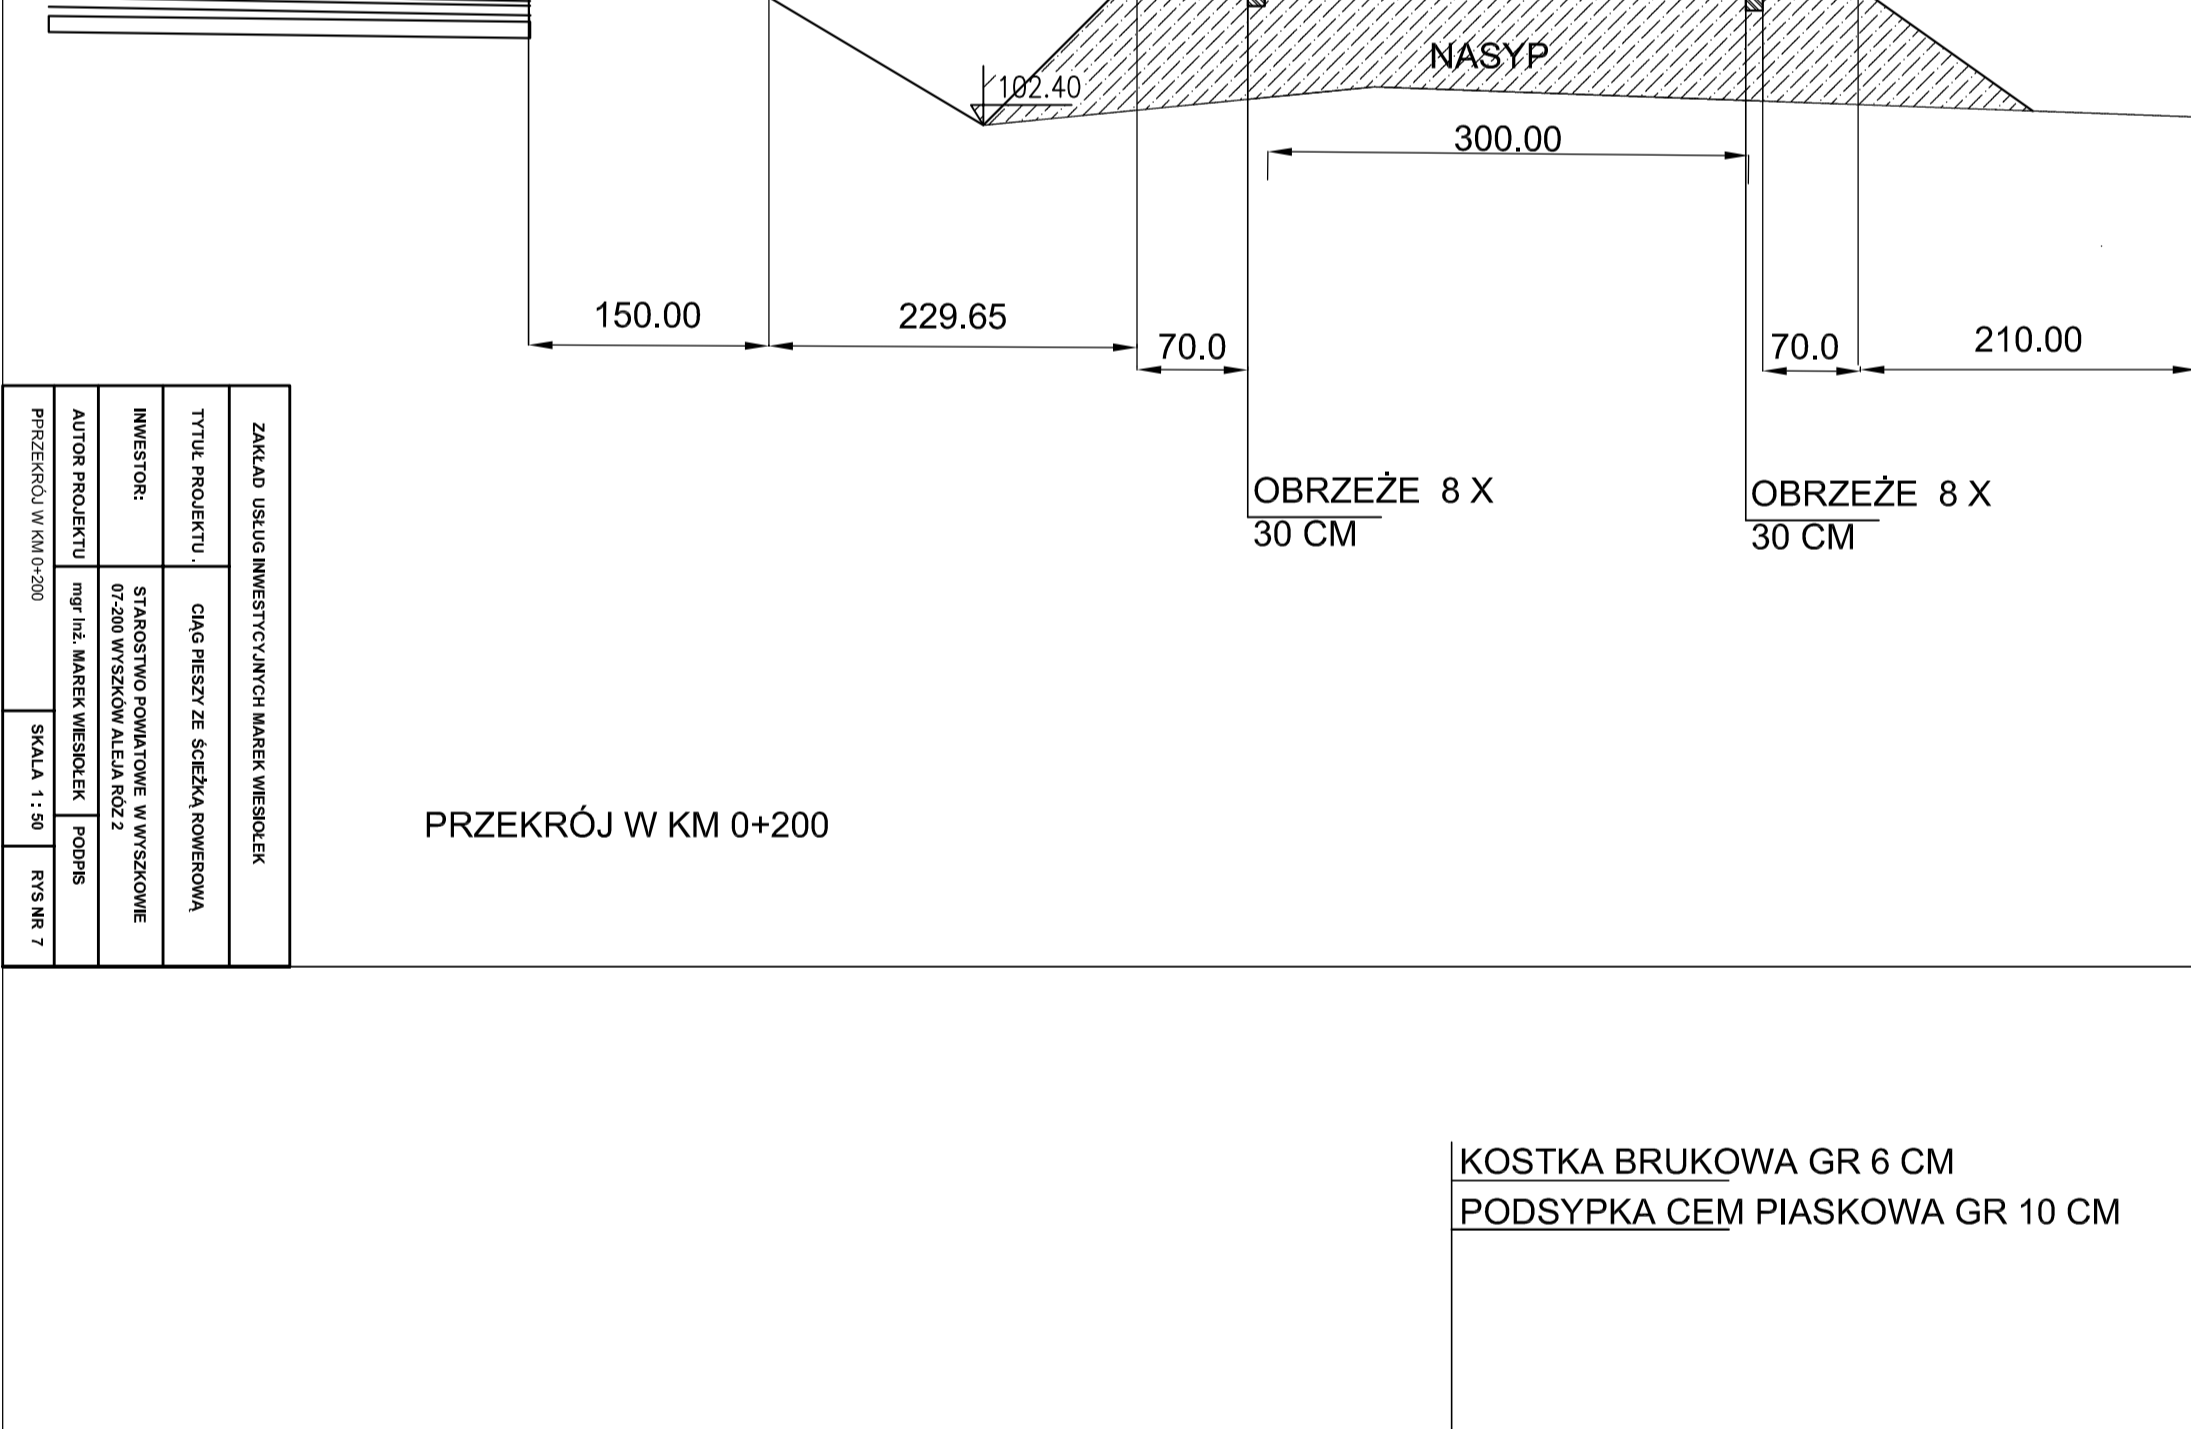 NASYP
102.40
300.00
150.00
229.65
70.0
70.0
210.00
OBRZEŻE 8 X
30 CM
OBRZEŻE 8 X
30 CM
ZAKŁAD USŁUG INWESTYCYJNYCH MAREK WIESIOŁEK
TYTUŁ PROJEKTU .
CIĄG PIESZY ZE ŚCIEŻKĄ ROWEROWĄ
INWESTOR:
STAROSTWO POWIATOWE W WYSZKOWIE
07-200 WYSZKÓW ALEJA RÓŻ 2
AUTOR PROJEKTU
mgr Inż. MAREK WIESIOŁEK
PODPIS
PPRZEKRÓJ W KM 0+200
SKALA 1 : 50
RYS NR 7
PRZEKRÓJ W KM 0+200
KOSTKA BRUKOWA GR 6 CM
PODSYPKA CEM PIASKOWA GR 10 CM